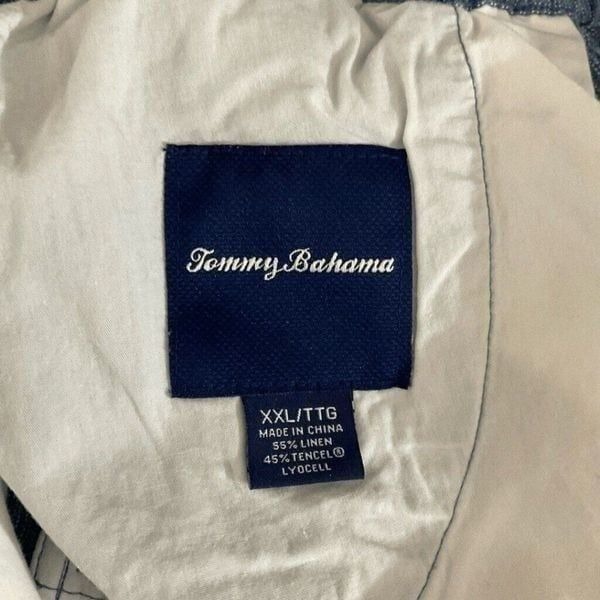 Tommy Bahama
XXL/TTG
MADE IN CHINA
55% LINEN
45% TENCEL®
LYOCELL